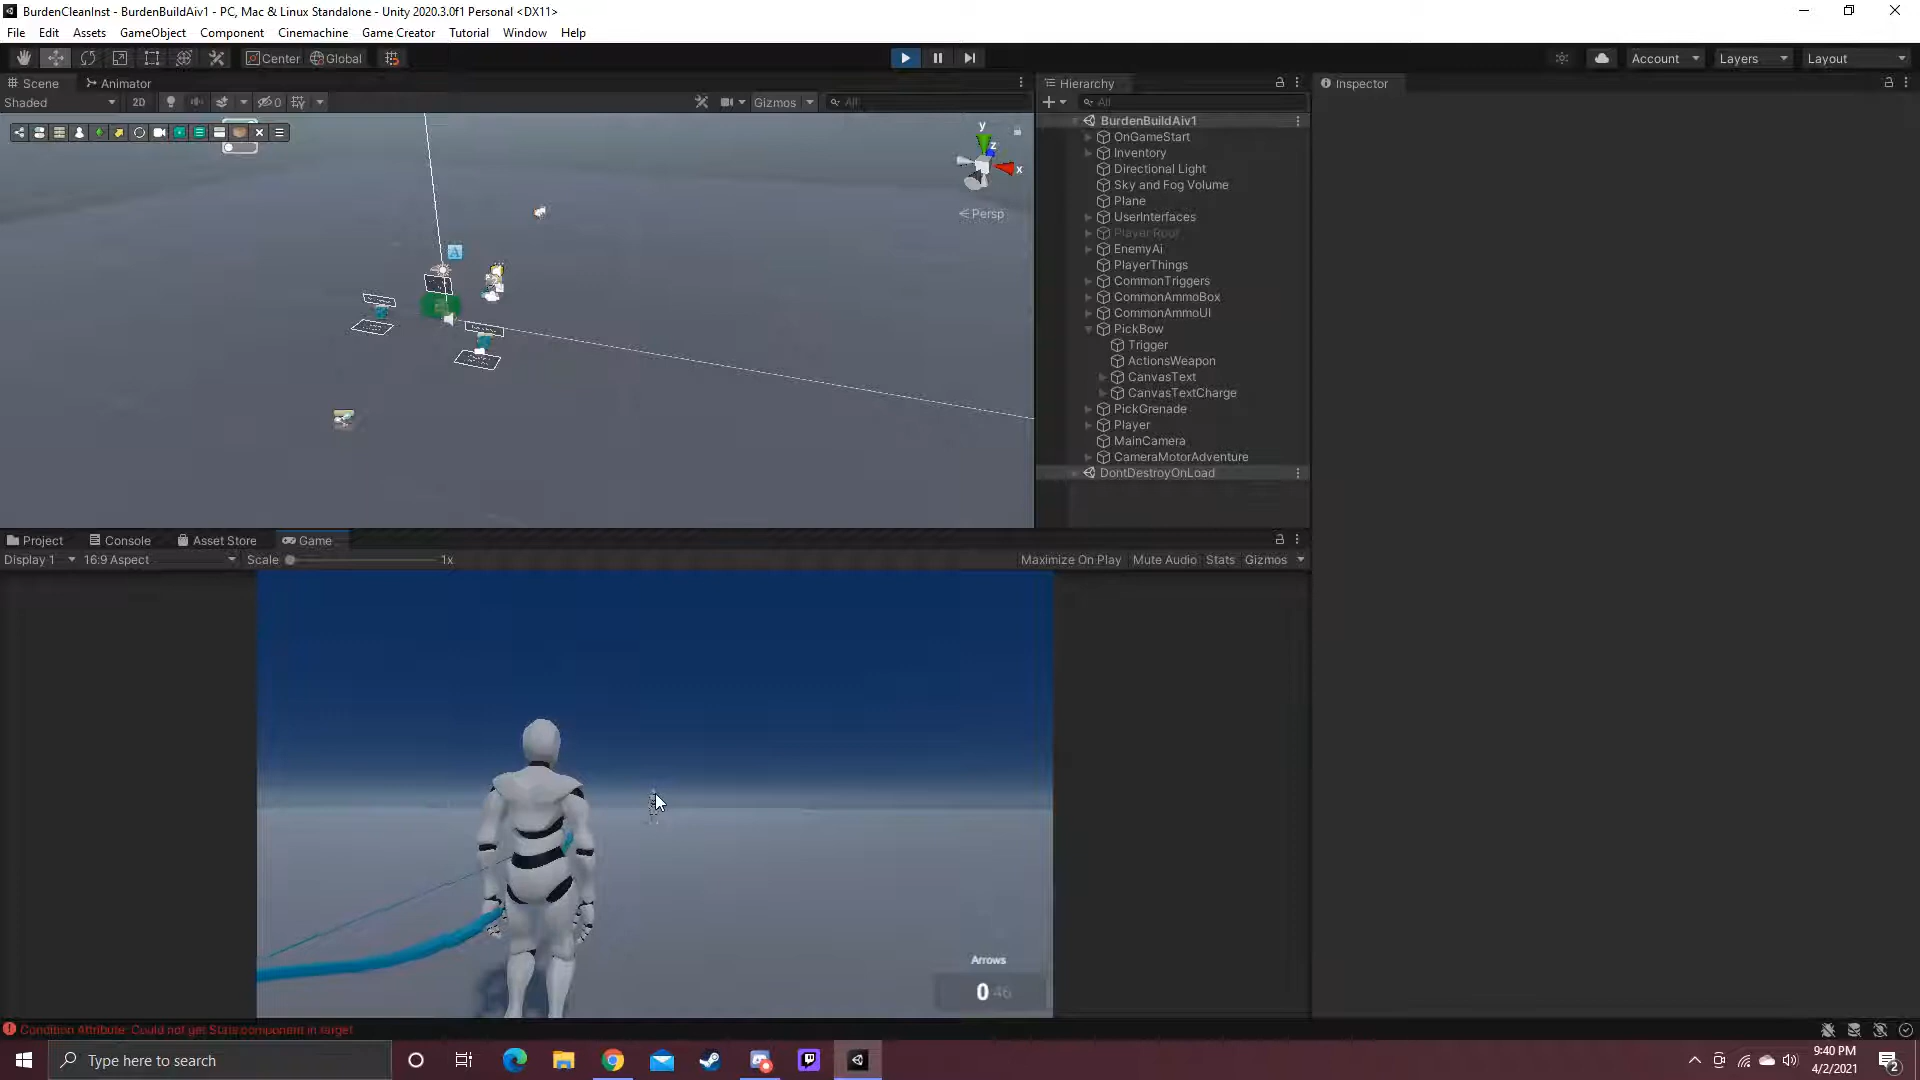 BurdenCleanInst - BurdenBuildAiv1 - PC, Mac & Linux Standalone - Unity 2020.3.0f1 Personal <DX11>
File Edit Assets GameObject Component Cinemachine Game Creator Tutorial Window Help
Center Global Account Layers Layout
Scene Animator
Shaded 2D 0 Gizmos All
y
z
x
Persp
Hierarchy
All
BurdenBuildAiv1
OnGameStart
Inventory
Directional Light
Sky and Fog Volume
Plane
UserInterfaces
Player Root
EnemyAi
PlayerThings
CommonTriggers
CommonAmmoBox
CommonAmmoUI
PickBow
Trigger
ActionsWeapon
CanvasText
CanvasTextCharge
PickGrenade
Player
MainCamera
CameraMotorAdventure
DontDestroyOnLoad
Inspector
Project Console Asset Store Game
Display 1 16:9 Aspect Scale 1x Maximize On Play Mute Audio Stats Gizmos
Arrows
0 46
Condition Attribute: Could not get Stats component in target
Type here to search
9:40 PM
4/2/2021
2